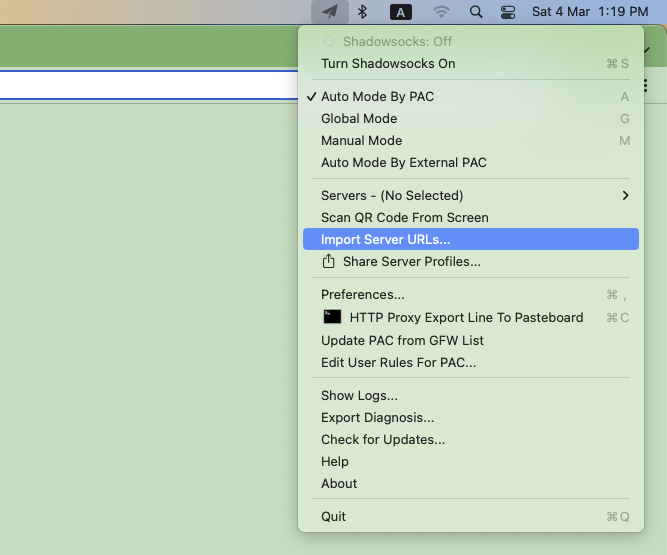 A Sat 4 Mar 1:19 PM
Shadowsocks: Off
Turn Shadowsocks On ⌘ S
✓ Auto Mode By PAC A
Global Mode G
Manual Mode M
Auto Mode By External PAC
Servers - (No Selected) >
Scan QR Code From Screen
Import Server URLs...
Share Server Profiles...
Preferences... ⌘ ,
HTTP Proxy Export Line To Pasteboard ⌘ C
Update PAC from GFW List
Edit User Rules For PAC...
Show Logs...
Export Diagnosis...
Check for Updates...
Help
About
Quit ⌘ Q